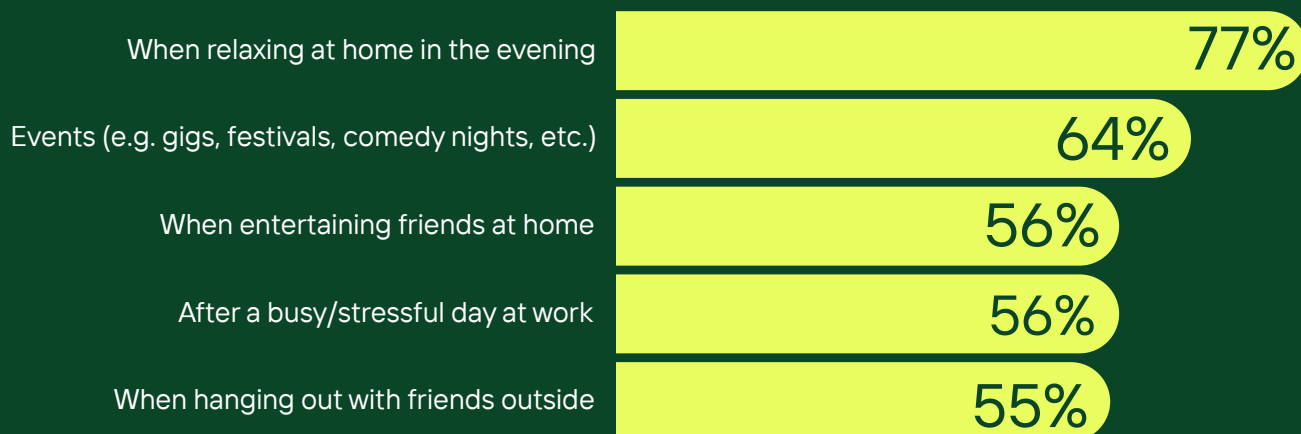 When relaxing at home in the evening 77%
Events (e.g. gigs, festivals, comedy nights, etc.) 64%
When entertaining friends at home 56%
After a busy/stressful day at work 56%
When hanging out with friends outside 55%